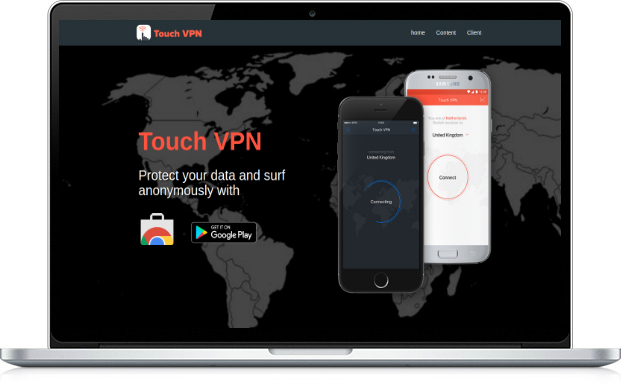 Touch VPN
home Content Client
Touch VPN
Protect your data and surf
anonymously with
GET IT ON
Google Play
Touch VPN
United Kingdom
Connecting
SAMSUNG
Touch VPN
United Kingdom
Connect